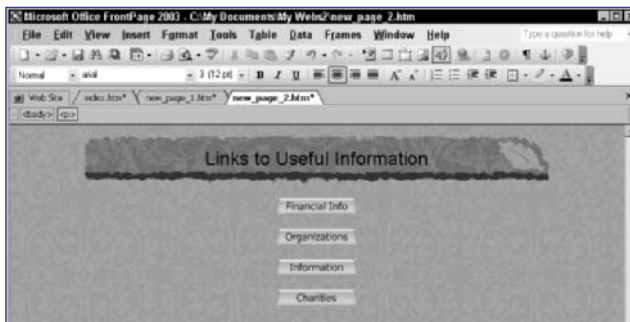 Microsoft Office FrontPage 2003 - C:\My Documents\My Webs2\new_page_2.htm
File Edit View Insert Format Tools Table Data Frames Window Help Type a question for help
Normal arial 3 (12 pt) B I U A A A
Web Site index.htm* new_page_1.htm* new_page_2.htm*
<body> <p>
Links to Useful Information
Financial Info
Organizations
Information
Charities